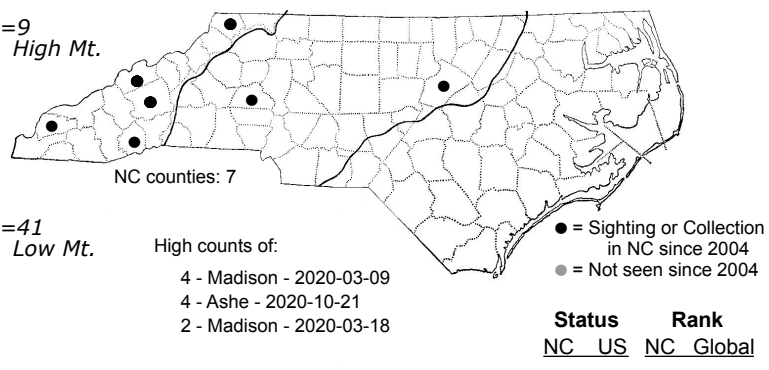 =9
High Mt.
NC counties: 7
=41
Low Mt.
High counts of:
4 - Madison - 2020-03-09
4 - Ashe - 2020-10-21
2 - Madison - 2020-03-18
● = Sighting or Collection
in NC since 2004
● = Not seen since 2004
Status Rank
NC US NC Global